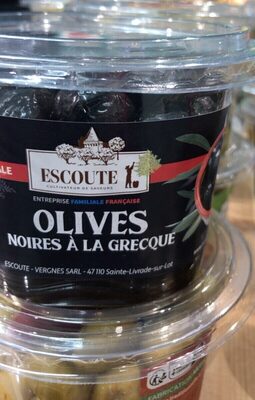 ALE
ESCOUTE
CULTIVATEUR DE SAVEURS
ENTREPRISE FAMILIALE FRANÇAISE
OLIVES
NOIRES À LA GRECQUE
ESCOUTE - VERGNES SARL - 47110 Sainte-Livrade-sur-Lot
FABRICATION